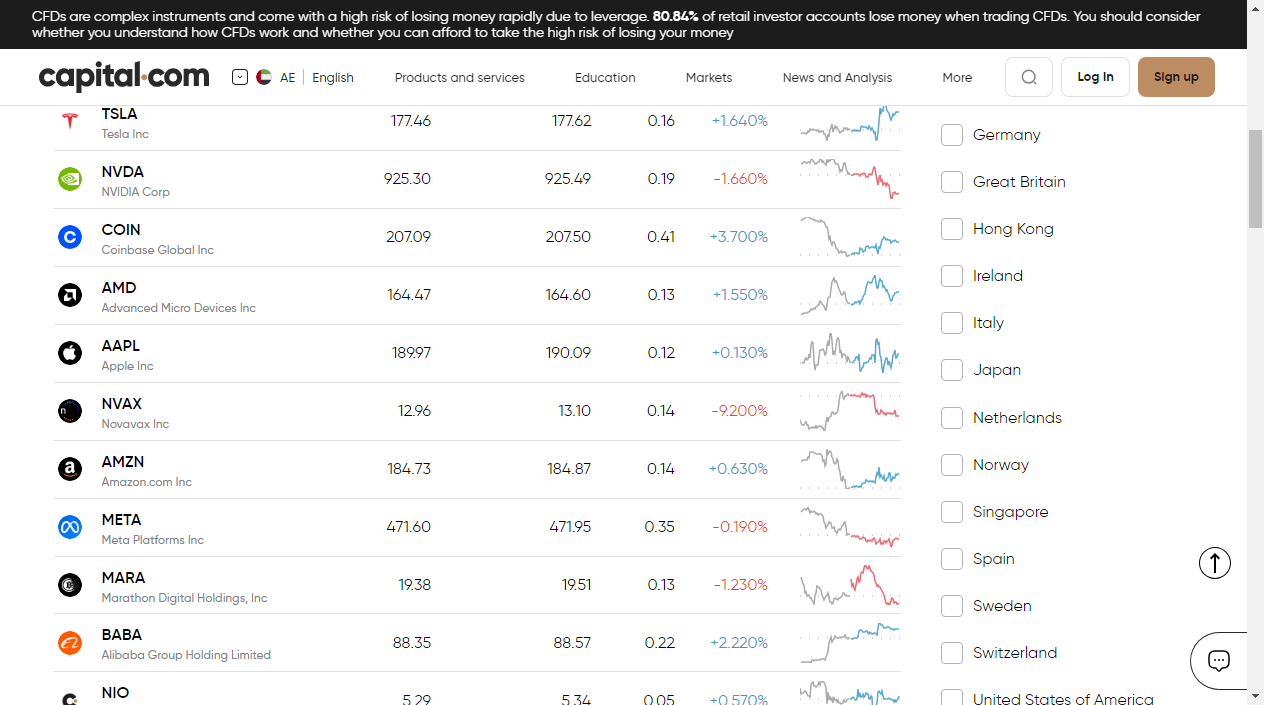 CFDs are complex instruments and come with a high risk of losing money rapidly due to leverage. 80.84% of retail investor accounts lose money when trading CFDs. You should consider
whether you understand how CFDs work and whether you can afford to take the high risk of losing your money
capital.com AE English Products and services Education Markets News and Analysis More Log In Sign up
TSLA
Tesla Inc 177.46 177.62 0.16 +1.640%
NVDA
NVIDIA Corp 925.30 925.49 0.19 -1.660%
COIN
Coinbase Global Inc 207.09 207.50 0.41 +3.700%
AMD
Advanced Micro Devices Inc 164.47 164.60 0.13 +1.550%
AAPL
Apple Inc 189.97 190.09 0.12 +0.130%
NVAX
Novavax Inc 12.96 13.10 0.14 -9.200%
AMZN
Amazon.com Inc 184.73 184.87 0.14 +0.630%
META
Meta Platforms Inc 471.60 471.95 0.35 -0.190%
MARA
Marathon Digital Holdings, Inc 19.38 19.51 0.13 -1.230%
BABA
Alibaba Group Holding Limited 88.35 88.57 0.22 +2.220%
NIO
5.29 5.34 0.05 +0.570%
Germany
Great Britain
Hong Kong
Ireland
Italy
Japan
Netherlands
Norway
Singapore
Spain
Sweden
Switzerland
United States of America